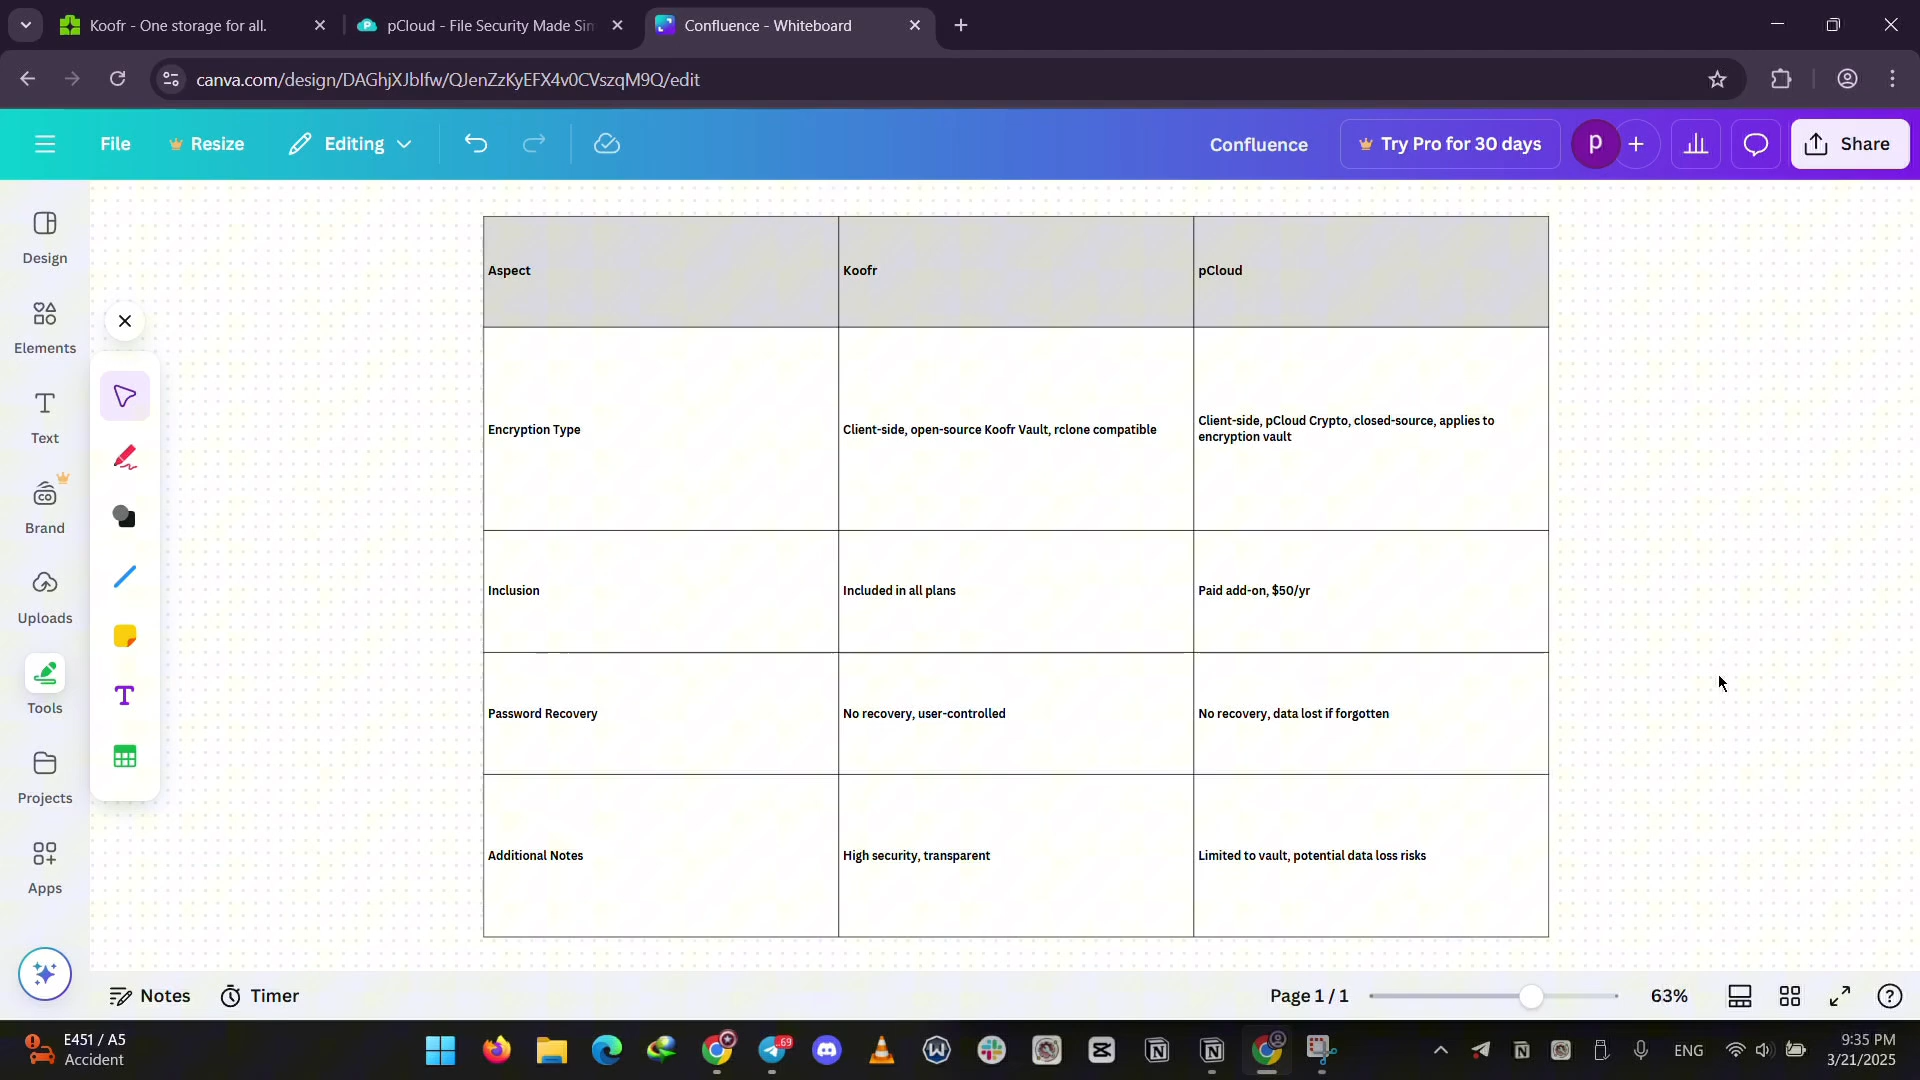 Koofr - One storage for all.
pCloud - File Security Made Sim
Confluence - Whiteboard
canva.com/design/DAGhjXJbIfw/QJenZzKyEFX4v0CVszqM9Q/edit
File
Resize
Editing
Confluence
Try Pro for 30 days
p
Share
Design
Elements
Text
Brand
Uploads
Tools
Projects
Apps
Aspect
Koofr
pCloud
Encryption Type
Client-side, open-source Koofr Vault, rclone compatible
Client-side, pCloud Crypto, closed-source, applies to
encryption vault
Inclusion
Included in all plans
Paid add-on, $50/yr
Password Recovery
No recovery, user-controlled
No recovery, data lost if forgotten
Additional Notes
High security, transparent
Limited to vault, potential data loss risks
Notes
Timer
Page 1 / 1
63%
E451 / A5
Accident
69
ENG
9:35 PM
3/21/2025